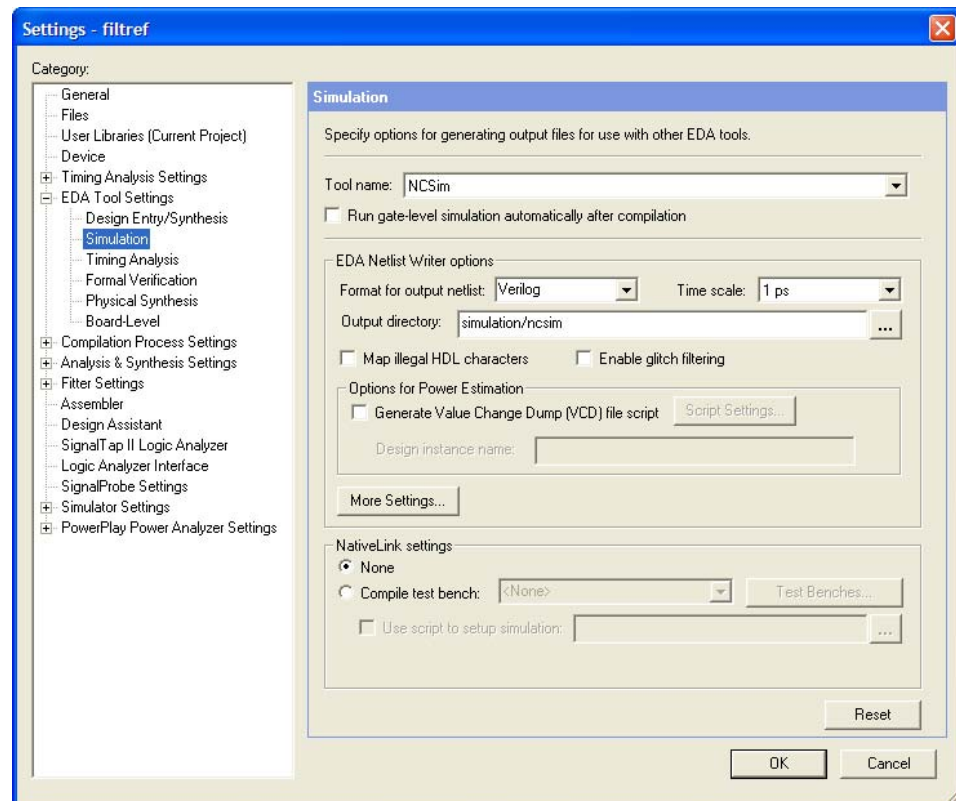 Settings - filtref
Category:
General
Files
User Libraries (Current Project)
Device
Timing Analysis Settings
EDA Tool Settings
Design Entry/Synthesis
Simulation
Timing Analysis
Formal Verification
Physical Synthesis
Board-Level
Compilation Process Settings
Analysis & Synthesis Settings
Fitter Settings
Assembler
Design Assistant
SignalTap II Logic Analyzer
Logic Analyzer Interface
SignalProbe Settings
Simulator Settings
PowerPlay Power Analyzer Settings
Simulation
Specify options for generating output files for use with other EDA tools.
Tool name: NCSim
Run gate-level simulation automatically after compilation
EDA Netlist Writer options
Format for output netlist: Verilog Time scale: 1 ps
Output directory: simulation/ncsim ...
Map illegal HDL characters Enable glitch filtering
Options for Power Estimation
Generate Value Change Dump (VCD) file script Script Settings...
Design instance name:
More Settings...
NativeLink settings
None
Compile test bench: <None> Test Benches...
Use script to setup simulation: ...
Reset
OK Cancel